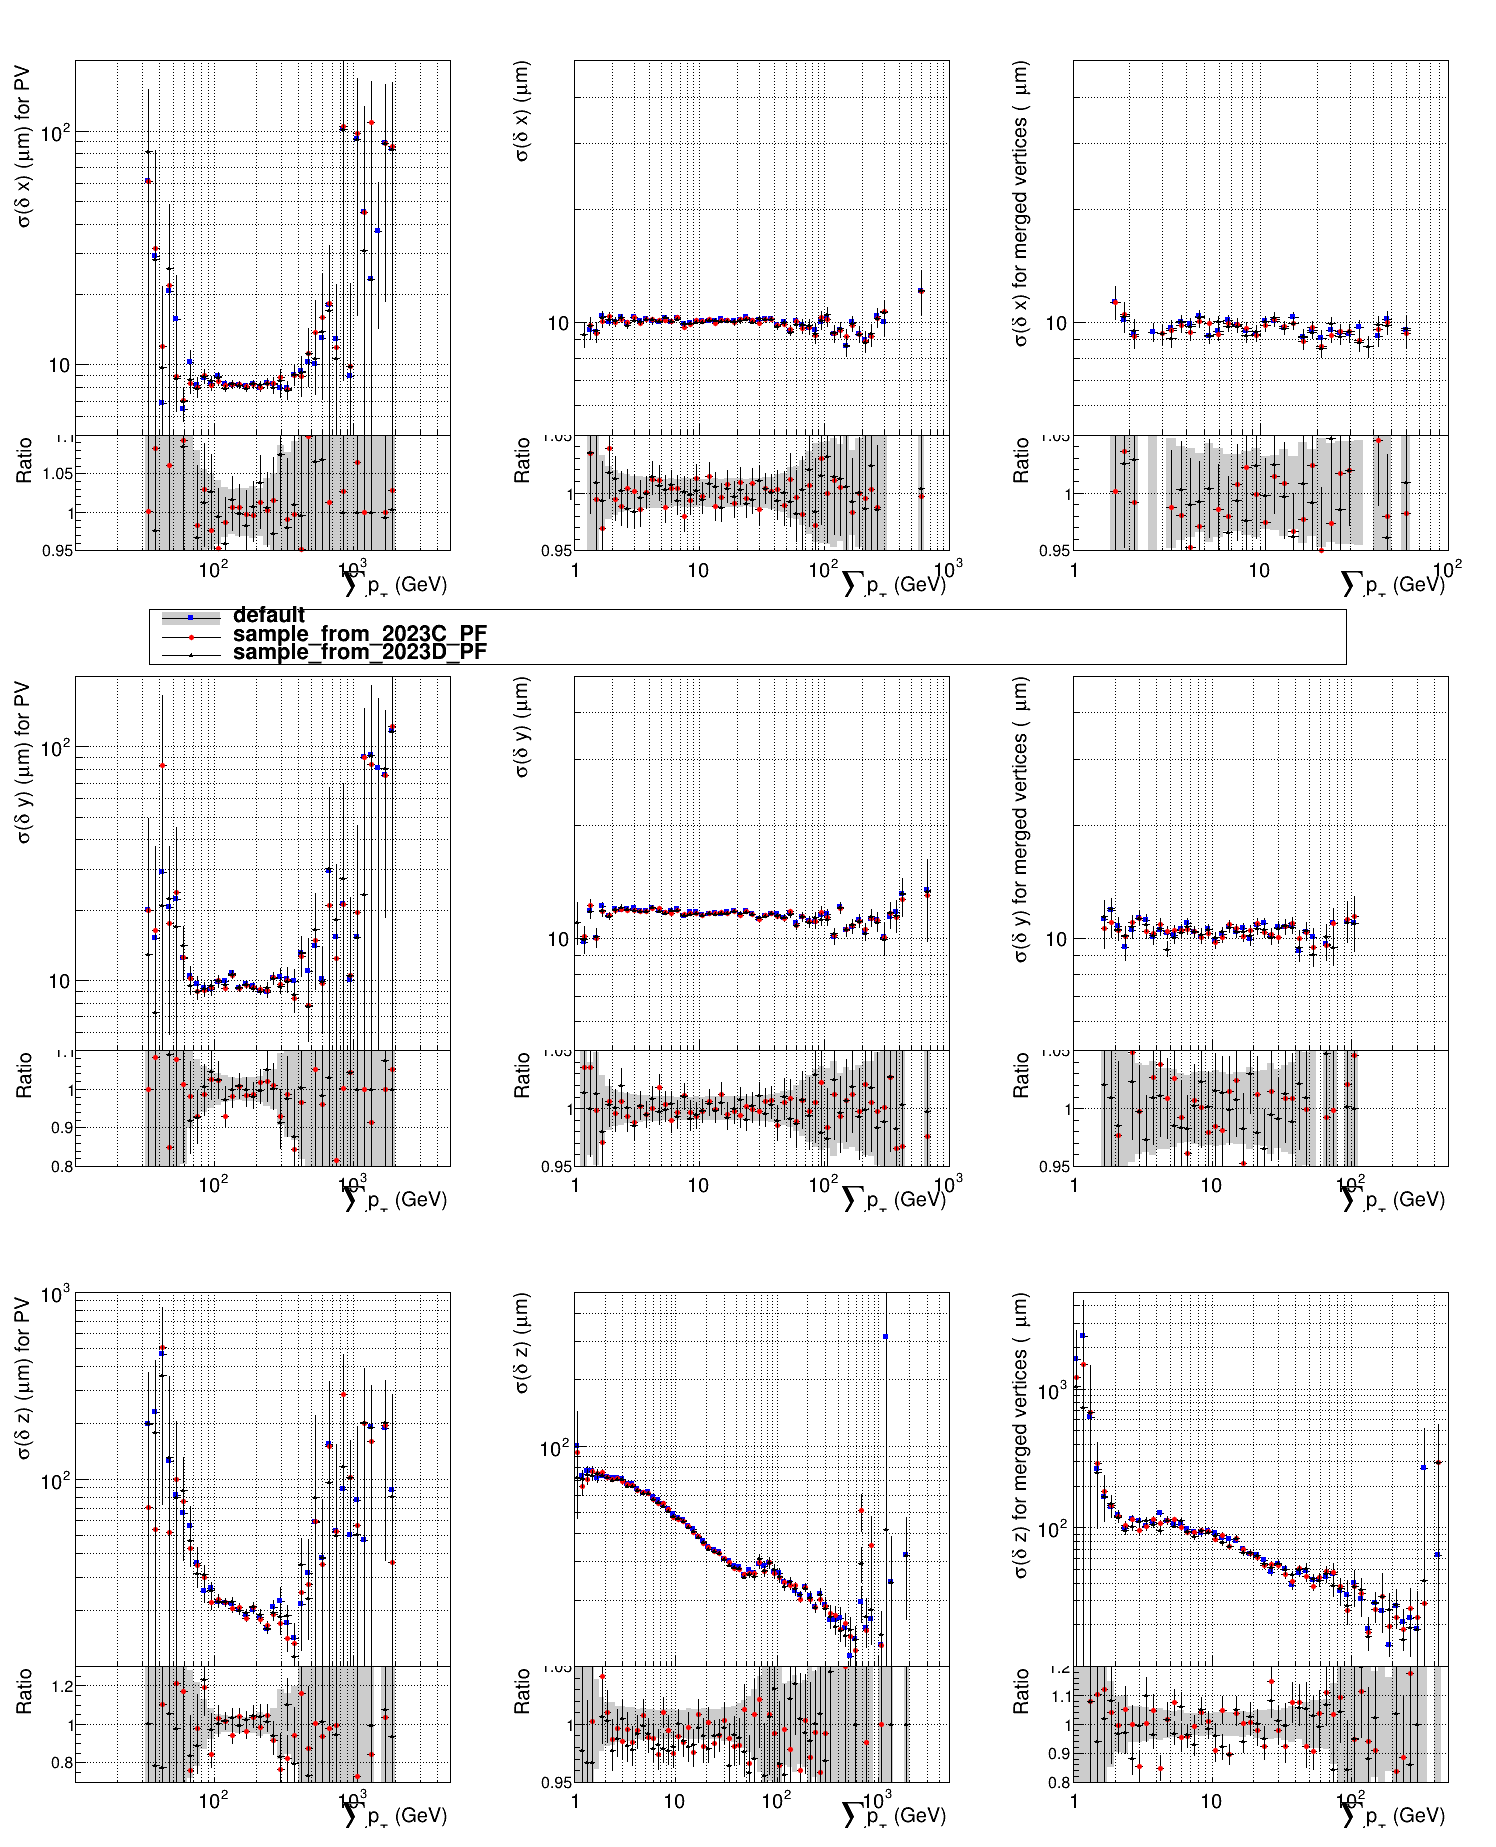 σ(δ x) (μm) for PV
10²
10
Ratio
1.1
1.05
1
0.95
10²
10³
∑ p_T (GeV)
σ(δ x) (μm)
10
Ratio
1.05
1
0.95
1
10
10²
10³
∑ p_T (GeV)
σ(δ x) for merged vertices ( μm)
10
Ratio
1.05
1
0.95
1
10
10²
∑ p_T (GeV)
default
sample_from_2023C_PF
sample_from_2023D_PF
σ(δ y) (μm) for PV
10²
10
Ratio
1.1
1
0.9
0.8
10²
10³
∑ p_T (GeV)
σ(δ y) (μm)
10
Ratio
1.05
1
0.95
1
10
10²
10³
∑ p_T (GeV)
σ(δ y) for merged vertices ( μm)
10
Ratio
1.05
1
0.95
1
10
10²
∑ p_T (GeV)
σ(δ z) (μm) for PV
10³
10²
Ratio
1.2
1
0.8
10²
10³
∑ p_T (GeV)
σ(δ z) (μm)
10²
Ratio
1.05
1
0.95
1
10
10²
10³
∑ p_T (GeV)
σ(δ z) for merged vertices ( μm)
10³
10²
Ratio
1.2
1.1
1
0.9
0.8
1
10
10²
∑ p_T (GeV)